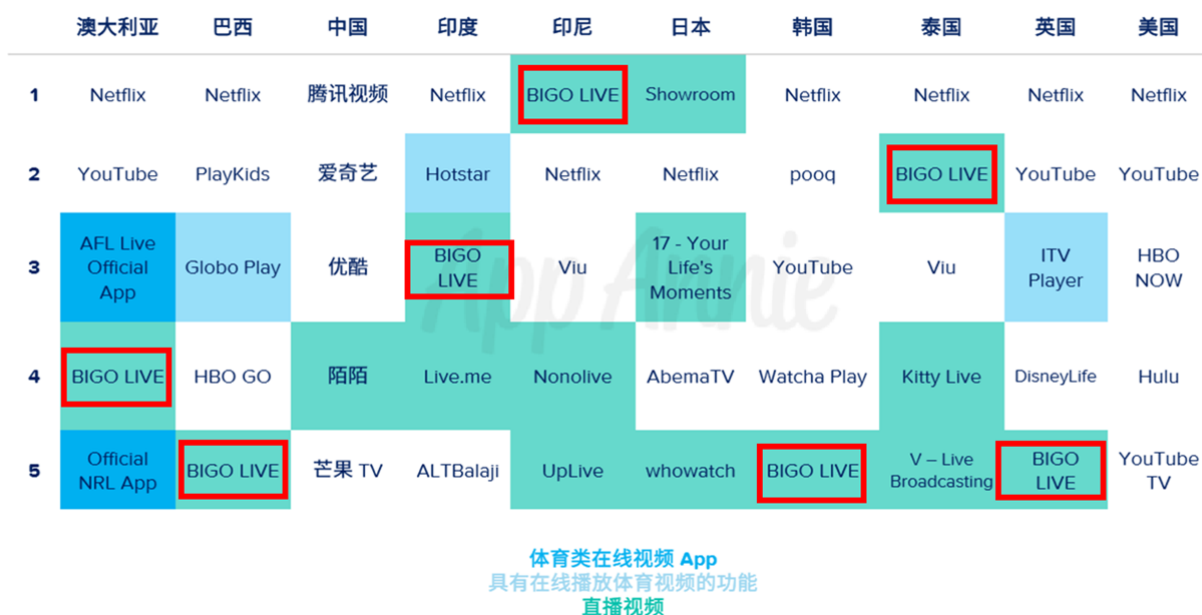 澳大利亚 巴西 中国 印度 印尼 日本 韩国 泰国 英国 美国
1 Netflix Netflix 腾讯视频 Netflix BIGO LIVE Showroom Netflix Netflix Netflix Netflix
2 YouTube PlayKids 爱奇艺 Hotstar Netflix Netflix pooq BIGO LIVE YouTube YouTube
3 AFL Live Official App Globo Play 优酷 BIGO LIVE Viu 17 - Your Life's Moments YouTube Viu ITV Player HBO NOW
4 BIGO LIVE HBO GO 陌陌 Live.me Nonolive AbemaTV Watcha Play Kitty Live DisneyLife Hulu
5 Official NRL App BIGO LIVE 芒果 TV ALTBalaji UpLive whowatch BIGO LIVE V – Live Broadcasting BIGO LIVE YouTube TV
App Annie
体育类在线视频 App
具有在线播放体育视频的功能
直播视频